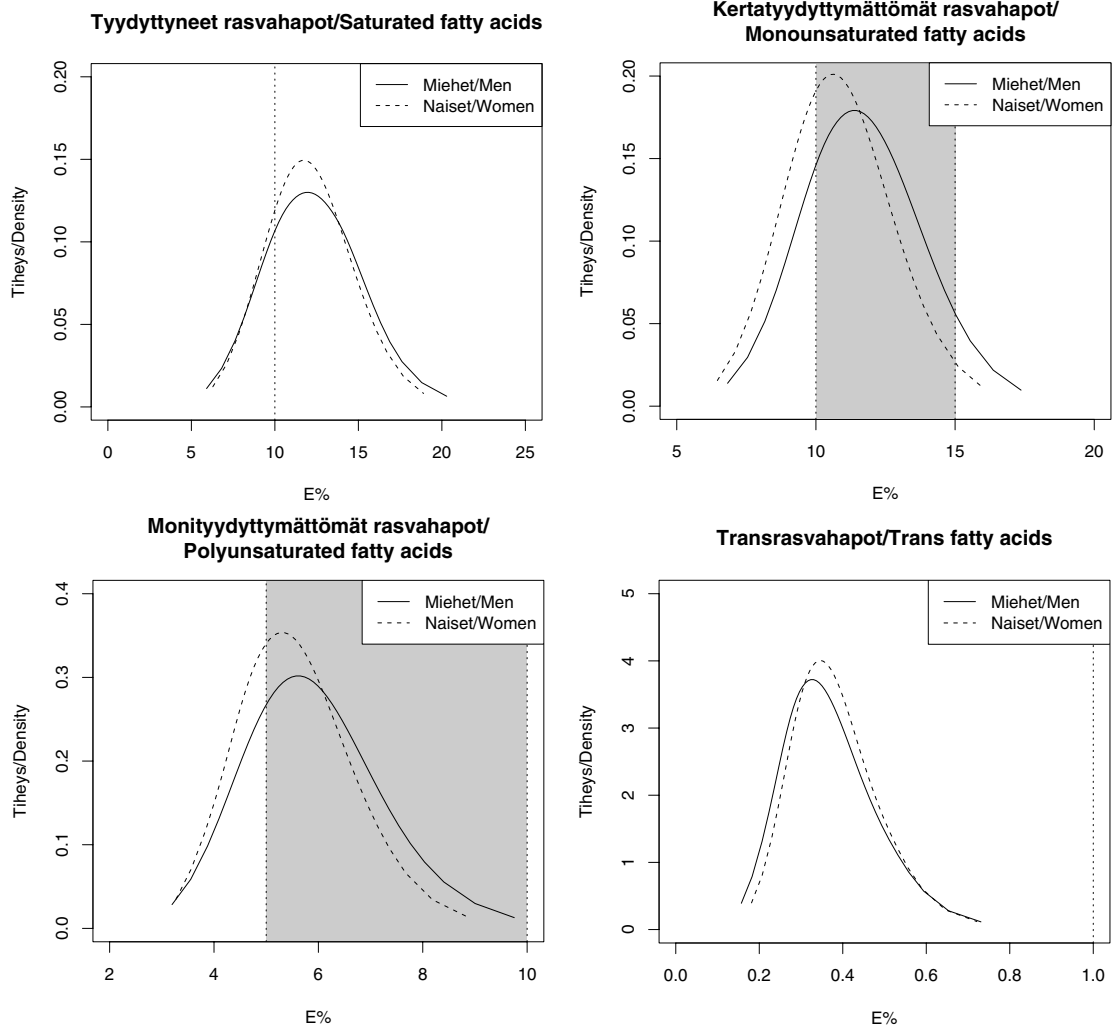 Tyydyttyneet rasvahapot/Saturated fatty acids
Miehet/Men
Naiset/Women
Tiheys/Density
0.00
0.05
0.10
0.15
0.20
0 5 10 15 20 25
E%
Kertatyydyttymättömät rasvahapot/
Monounsaturated fatty acids
Miehet/Men
Naiset/Women
Tiheys/Density
0.00
0.05
0.10
0.15
0.20
5 10 15 20
E%
Monityydyttymättömät rasvahapot/
Polyunsaturated fatty acids
Miehet/Men
Naiset/Women
Tiheys/Density
0.0
0.1
0.2
0.3
0.4
2 4 6 8 10
E%
Transrasvahapot/Trans fatty acids
Miehet/Men
Naiset/Women
Tiheys/Density
0
1
2
3
4
5
0.0 0.2 0.4 0.6 0.8 1.0
E%